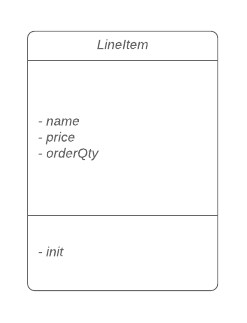 LineItem
- name
- price
- orderQty
- init